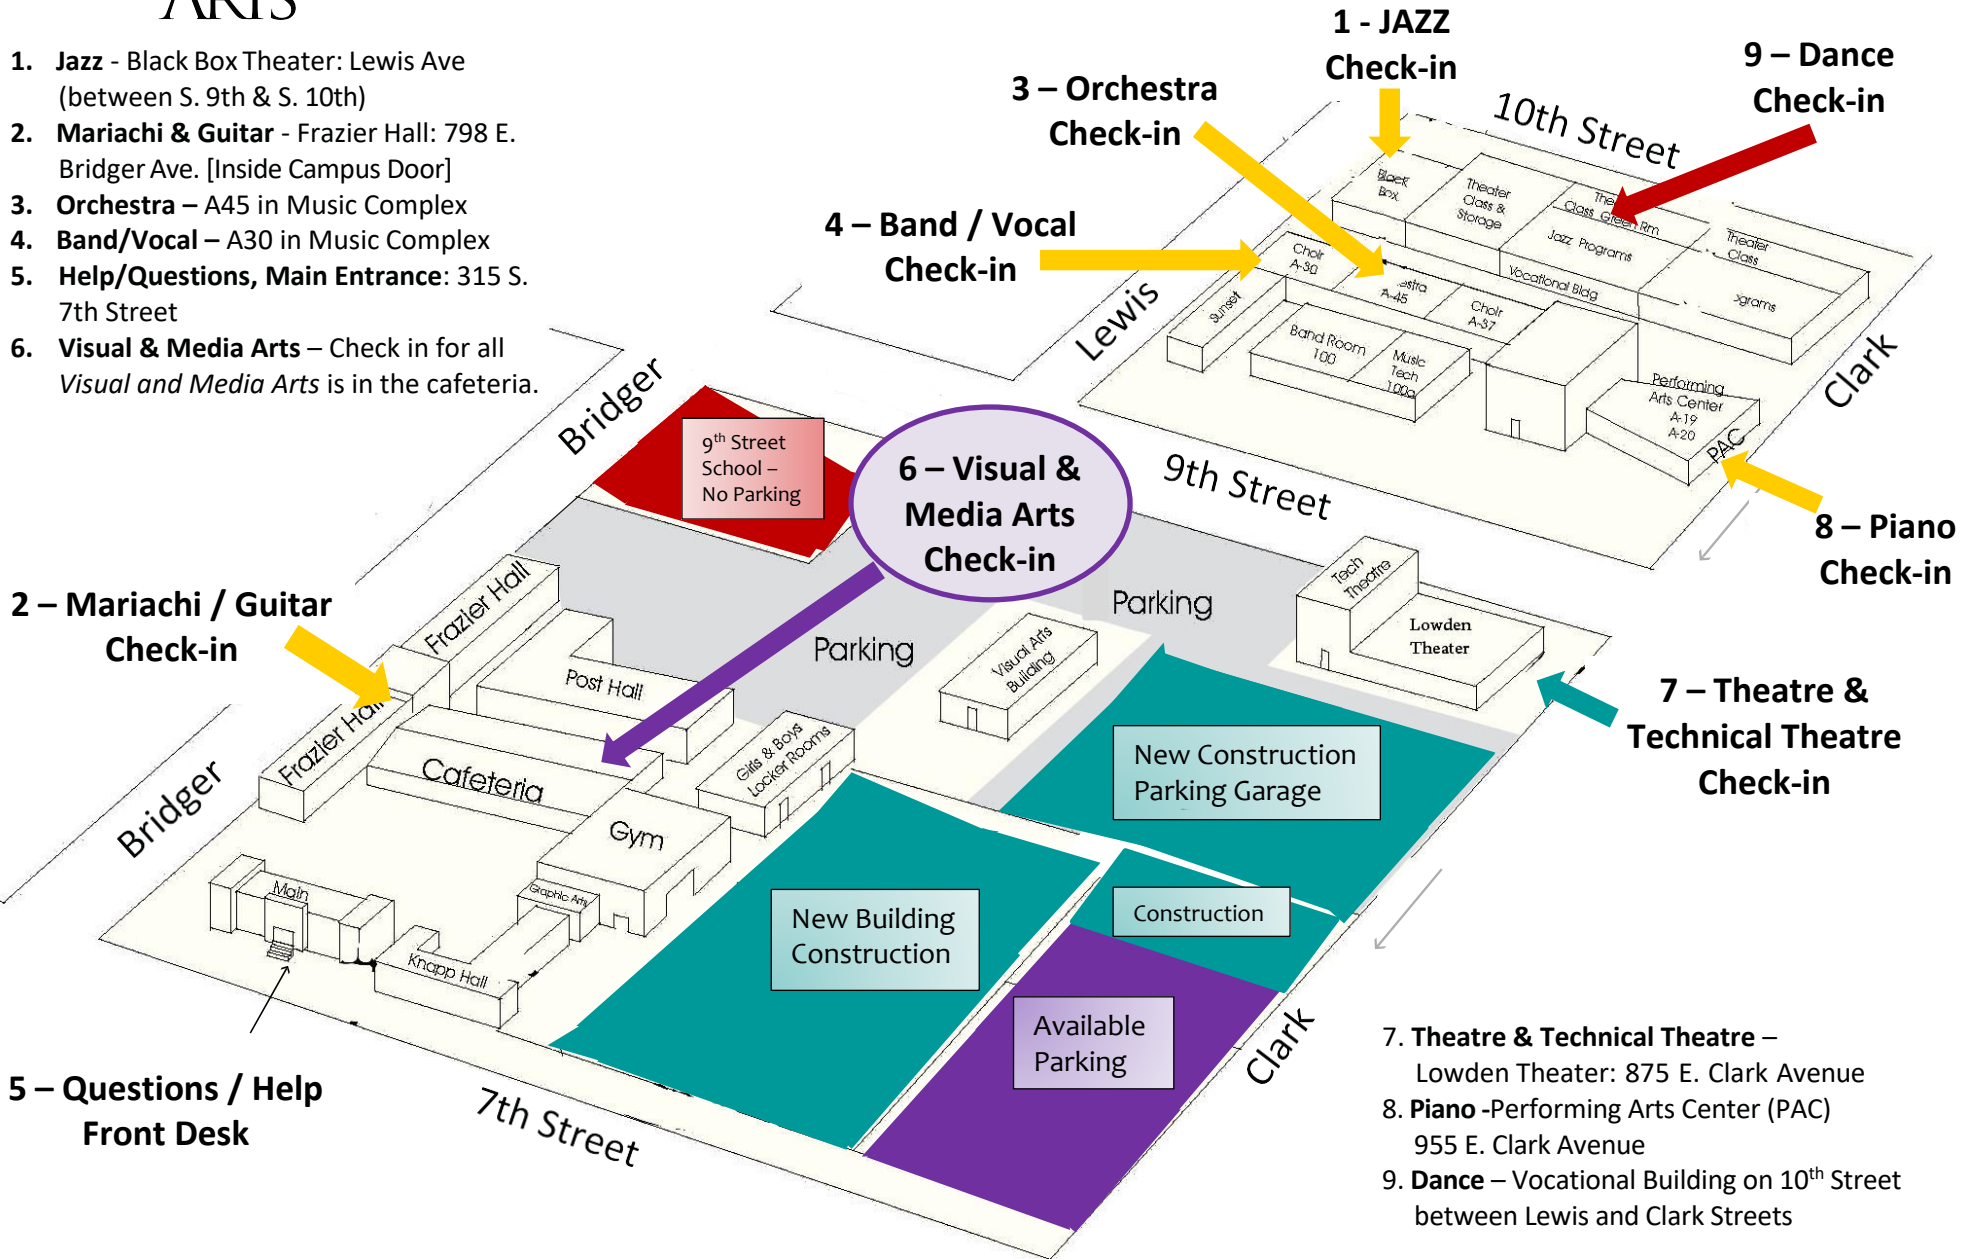 ARTS
1. Jazz - Black Box Theater: Lewis Ave
(between S. 9th & S. 10th)
2. Mariachi & Guitar - Frazier Hall: 798 E.
Bridger Ave. [Inside Campus Door]
3. Orchestra – A45 in Music Complex
4. Band/Vocal – A30 in Music Complex
5. Help/Questions, Main Entrance: 315 S.
7th Street
6. Visual & Media Arts – Check in for all
Visual and Media Arts is in the cafeteria.
1 - JAZZ
Check-in
3 – Orchestra
Check-in
9 – Dance
Check-in
4 – Band / Vocal
Check-in
10th Street
Black
Box
Theater
Class &
Storage
Class Green Rm
Jazz Programs
Theater
Class
Vocational Bldg
Choir
A-30
Sunset
A-45
Choir
A-37
Band Room
100
Music
Tech
100a
Performing
Arts Center
A-19
A-20
PAC
Lewis
Clark
9th Street
8 – Piano
Check-in
Bridger
9th Street
School –
No Parking
6 – Visual &
Media Arts
Check-in
2 – Mariachi / Guitar
Check-in
Frazier Hall
Frazier Hall
Post Hall
Cafeteria
Parking
Parking
Visual Arts
Building
Tech
Theatre
Lowden
Theater
7 – Theatre &
Technical Theatre
Check-in
Girls & Boys
Locker Rooms
Gym
Graphic Arts
Main
Knapp Hall
Bridger
New Construction
Parking Garage
Construction
New Building
Construction
Available
Parking
Clark
7th Street
5 – Questions / Help
Front Desk
7. Theatre & Technical Theatre –
Lowden Theater: 875 E. Clark Avenue
8. Piano -Performing Arts Center (PAC)
955 E. Clark Avenue
9. Dance – Vocational Building on 10th Street
between Lewis and Clark Streets